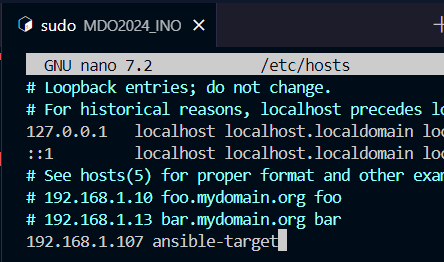 sudo MDO2024_INO
GNU nano 7.2 /etc/hosts
# Loopback entries; do not change.
# For historical reasons, localhost precedes lo
127.0.0.1 localhost localhost.localdomain loc
::1 localhost localhost.localdomain loc
# See hosts(5) for proper format and other exa
# 192.168.1.10 foo.mydomain.org foo
# 192.168.1.13 bar.mydomain.org bar
192.168.1.107 ansible-target